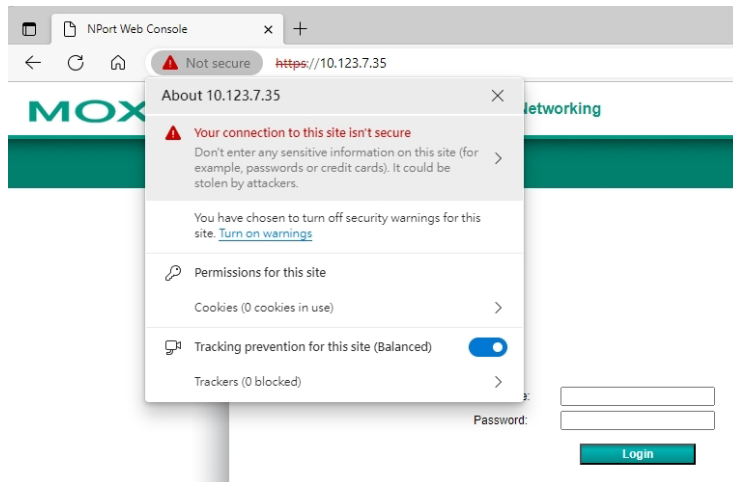 NPort Web Console
Not secure https://10.123.7.35
MOX
About 10.123.7.35
Networking
Your connection to this site isn't secure
Don't enter any sensitive information on this site (for
example, passwords or credit cards). It could be
stolen by attackers.
You have chosen to turn off security warnings for this
site. Turn on warnings
Permissions for this site
Cookies (0 cookies in use)
Tracking prevention for this site (Balanced)
Trackers (0 blocked)
Password:
Login